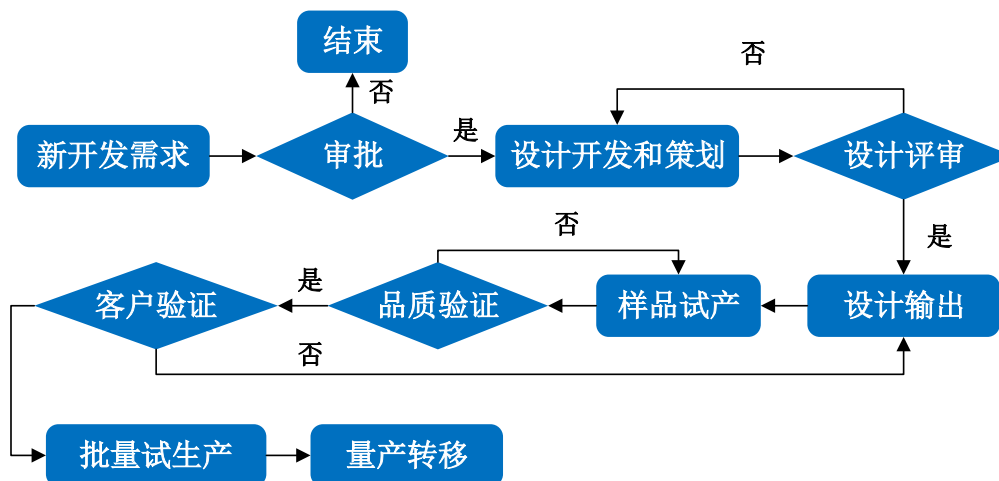 结束
否
否
新开发需求
审批
是
设计开发和策划
设计评审
否
是
客户验证
是
品质验证
样品试产
设计输出
否
批量试生产
量产转移